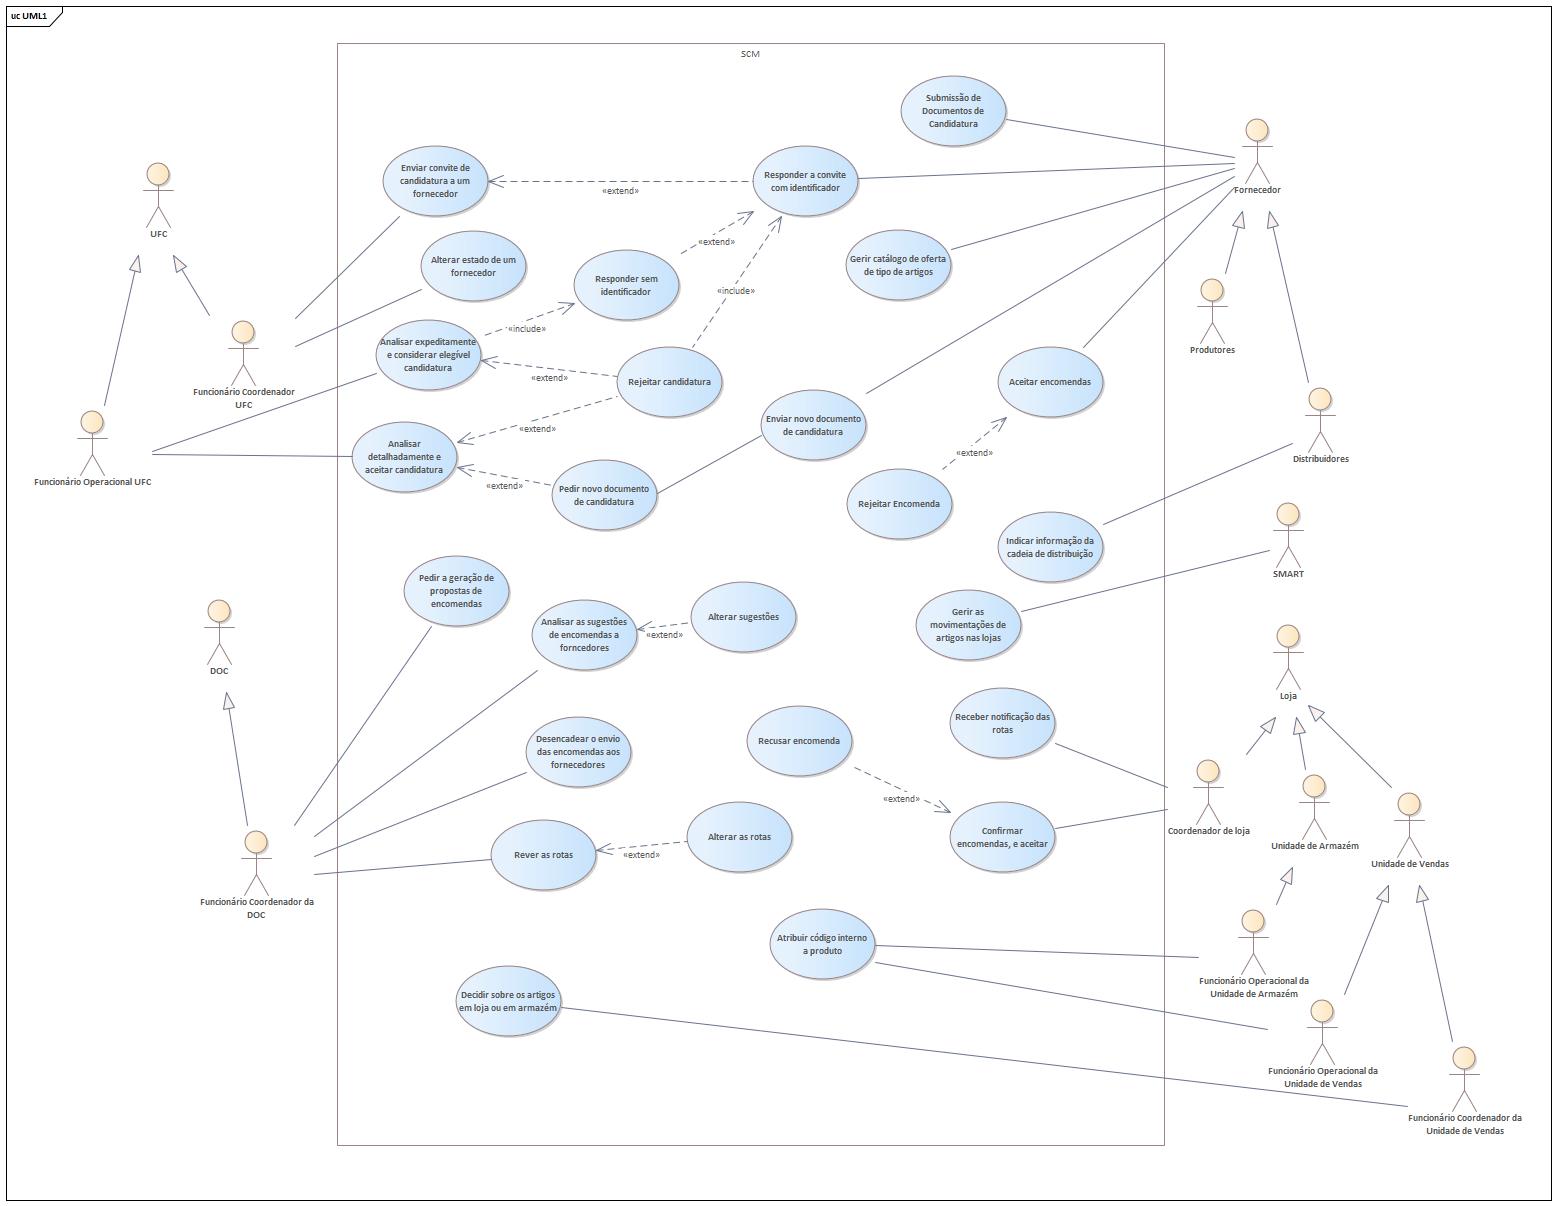 uc UML1
SCM
Submissão de
Documentos de
Candidatura
Fornecedor
Enviar convite de
candidatura a um
fornecedor
«extend»
Responder a convite
com identificador
UFC
Alterar estado de um
fornecedor
«extend»
Responder sem
identificador
Gerir catálogo de oferta
de tipo de artigos
«include»
Produtores
«include»
Analisar expeditamente
e considerar elegível
candidatura
«extend»
Rejeitar candidatura
Aceitar encomendas
Funcionário Coordenador
UFC
«extend»
Enviar novo documento
de candidatura
Analisar
detalhadamente e
aceitar candidatura
«extend»
Distribuidores
Funcionário Operacional UFC
«extend»
Pedir novo documento
de candidatura
Rejeitar Encomenda
Indicar informação da
cadeia de distribuição
SMART
Pedir a geração de
propostas de
encomendas
Analisar as sugestões
de encomendas a
forncedores
«extend»
Alterar sugestões
Gerir as
movimentações de
artigos nas lojas
DOC
Loja
Receber notificação das
rotas
Desencadear o envio
das encomendas aos
fornecedores
Recusar encomenda
«extend»
Coordenador de loja
Unidade de Armazém
Unidade de Vendas
Confirmar
encomendas, e aceitar
Rever as rotas
«extend»
Alterar as rotas
Funcionário Coordenador da
DOC
Atribuir código interno
a produto
Funcionário Operacional da
Unidade de Armazém
Decidir sobre os artigos
em loja ou em armazém
Funcionário Operacional da
Unidade de Vendas
Funcionário Coordenador da
Unidade de Vendas